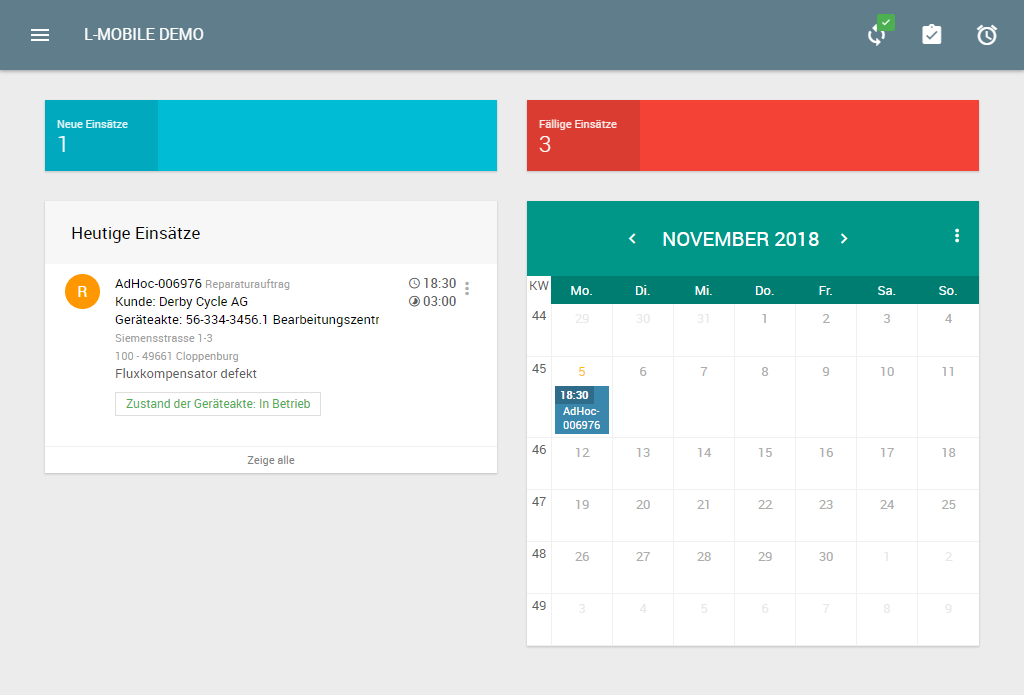 L-MOBILE DEMO
Neue Einsätze
1
Fällige Einsätze
3
Heutige Einsätze
R
AdHoc-006976 Reparaturauftrag 18:30
Kunde: Derby Cycle AG 03:00
Geräteakte: 56-334-3456.1 Bearbeitungszentr
Siemensstrasse 1-3
100 - 49661 Cloppenburg
Fluxkompensator defekt
Zustand der Geräteakte: In Betrieb
Zeige alle
NOVEMBER 2018
KW Mo. Di. Mi. Do. Fr. Sa. So.
44 29 30 31 1 2 3 4
45 5 6 7 8 9 10 11
18:30
AdHoc-
006976
46 12 13 14 15 16 17 18
47 19 20 21 22 23 24 25
48 26 27 28 29 30 1 2
49 3 4 5 6 7 8 9